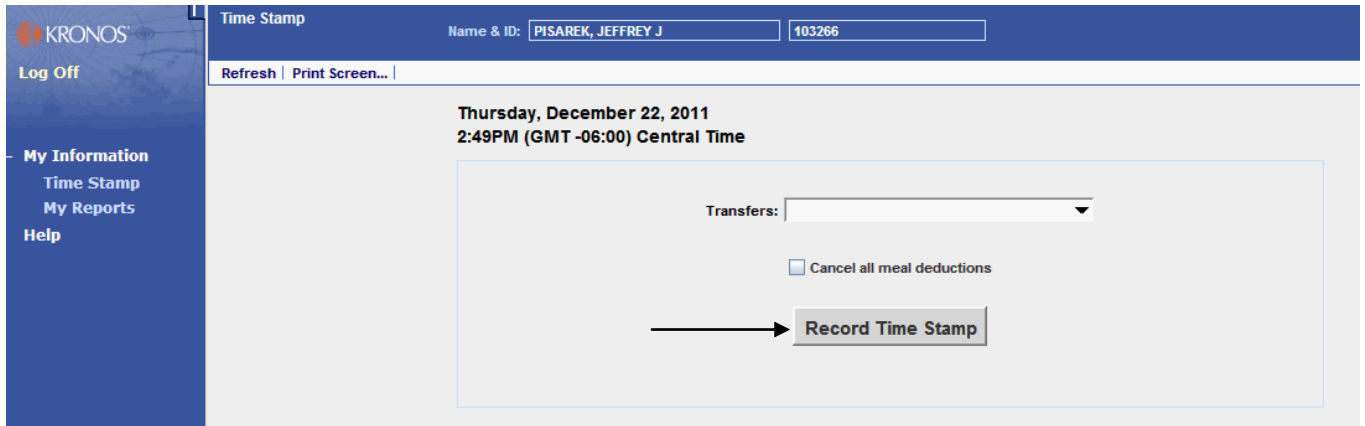 KRONOS
Log Off
My Information
Time Stamp
My Reports
Help
Time Stamp
Name & ID: PISAREK, JEFFREY J 103266
Refresh | Print Screen... |
Thursday, December 22, 2011
2:49PM (GMT -06:00) Central Time
Transfers:
Cancel all meal deductions
Record Time Stamp